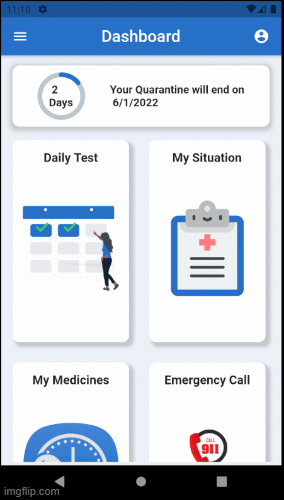 11:10
Dashboard
2
Days
Your Quarantine will end on
6/1/2022
Daily Test
My Situation
My Medicines
Emergency Call
CALL
911
imgflip.com